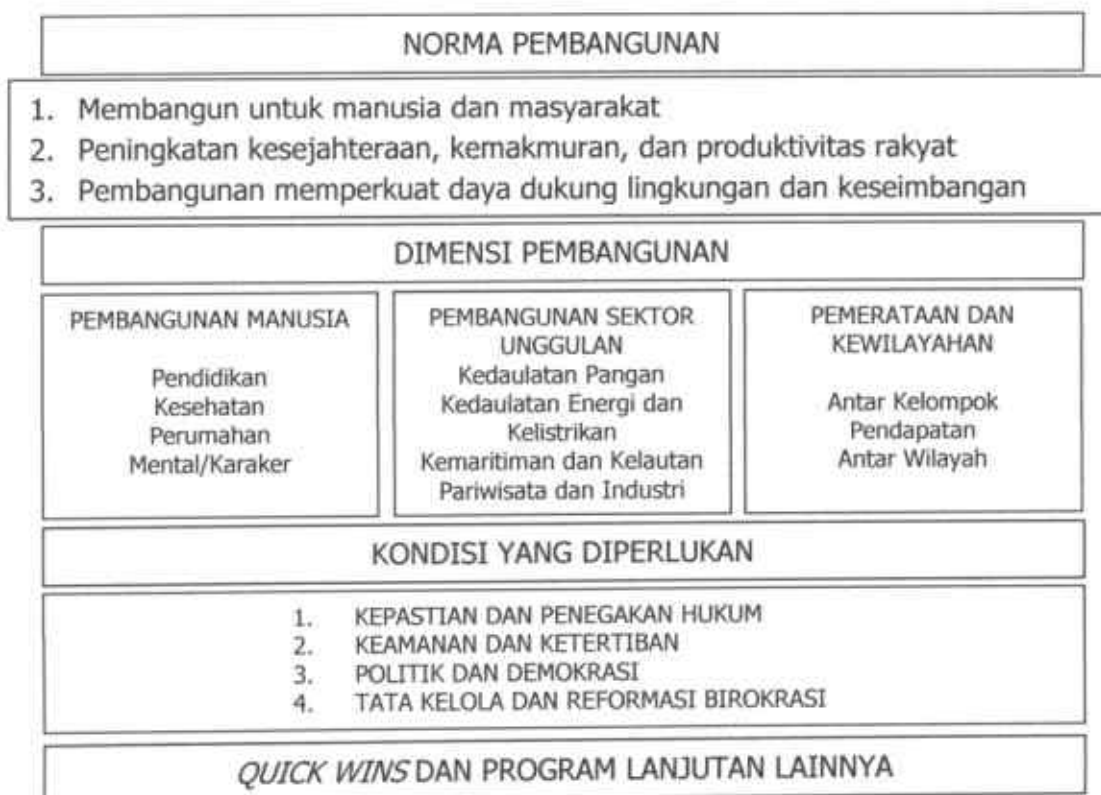 NORMA PEMBANGUNAN
1. Membangun untuk manusia dan masyarakat
2. Peningkatan kesejahteraan, kemakmuran, dan produktivitas rakyat
3. Pembangunan memperkuat daya dukung lingkungan dan keseimbangan
DIMENSI PEMBANGUNAN
PEMBANGUNAN MANUSIA
Pendidikan
Kesehatan
Perumahan
Mental/Karaker
PEMBANGUNAN SEKTOR
UNGGULAN
Kedaulatan Pangan
Kedaulatan Energi dan
Kelistrikan
Kemaritiman dan Kelautan
Pariwisata dan Industri
PEMERATAAN DAN
KEWILAYAHAN
Antar Kelompok
Pendapatan
Antar Wilayah
KONDISI YANG DIPERLUKAN
1. KEPASTIAN DAN PENEGAKAN HUKUM
2. KEAMANAN DAN KETERTIBAN
3. POLITIK DAN DEMOKRASI
4. TATA KELOLA DAN REFORMASI BIROKRASI
QUICK WINS DAN PROGRAM LANJUTAN LAINNYA